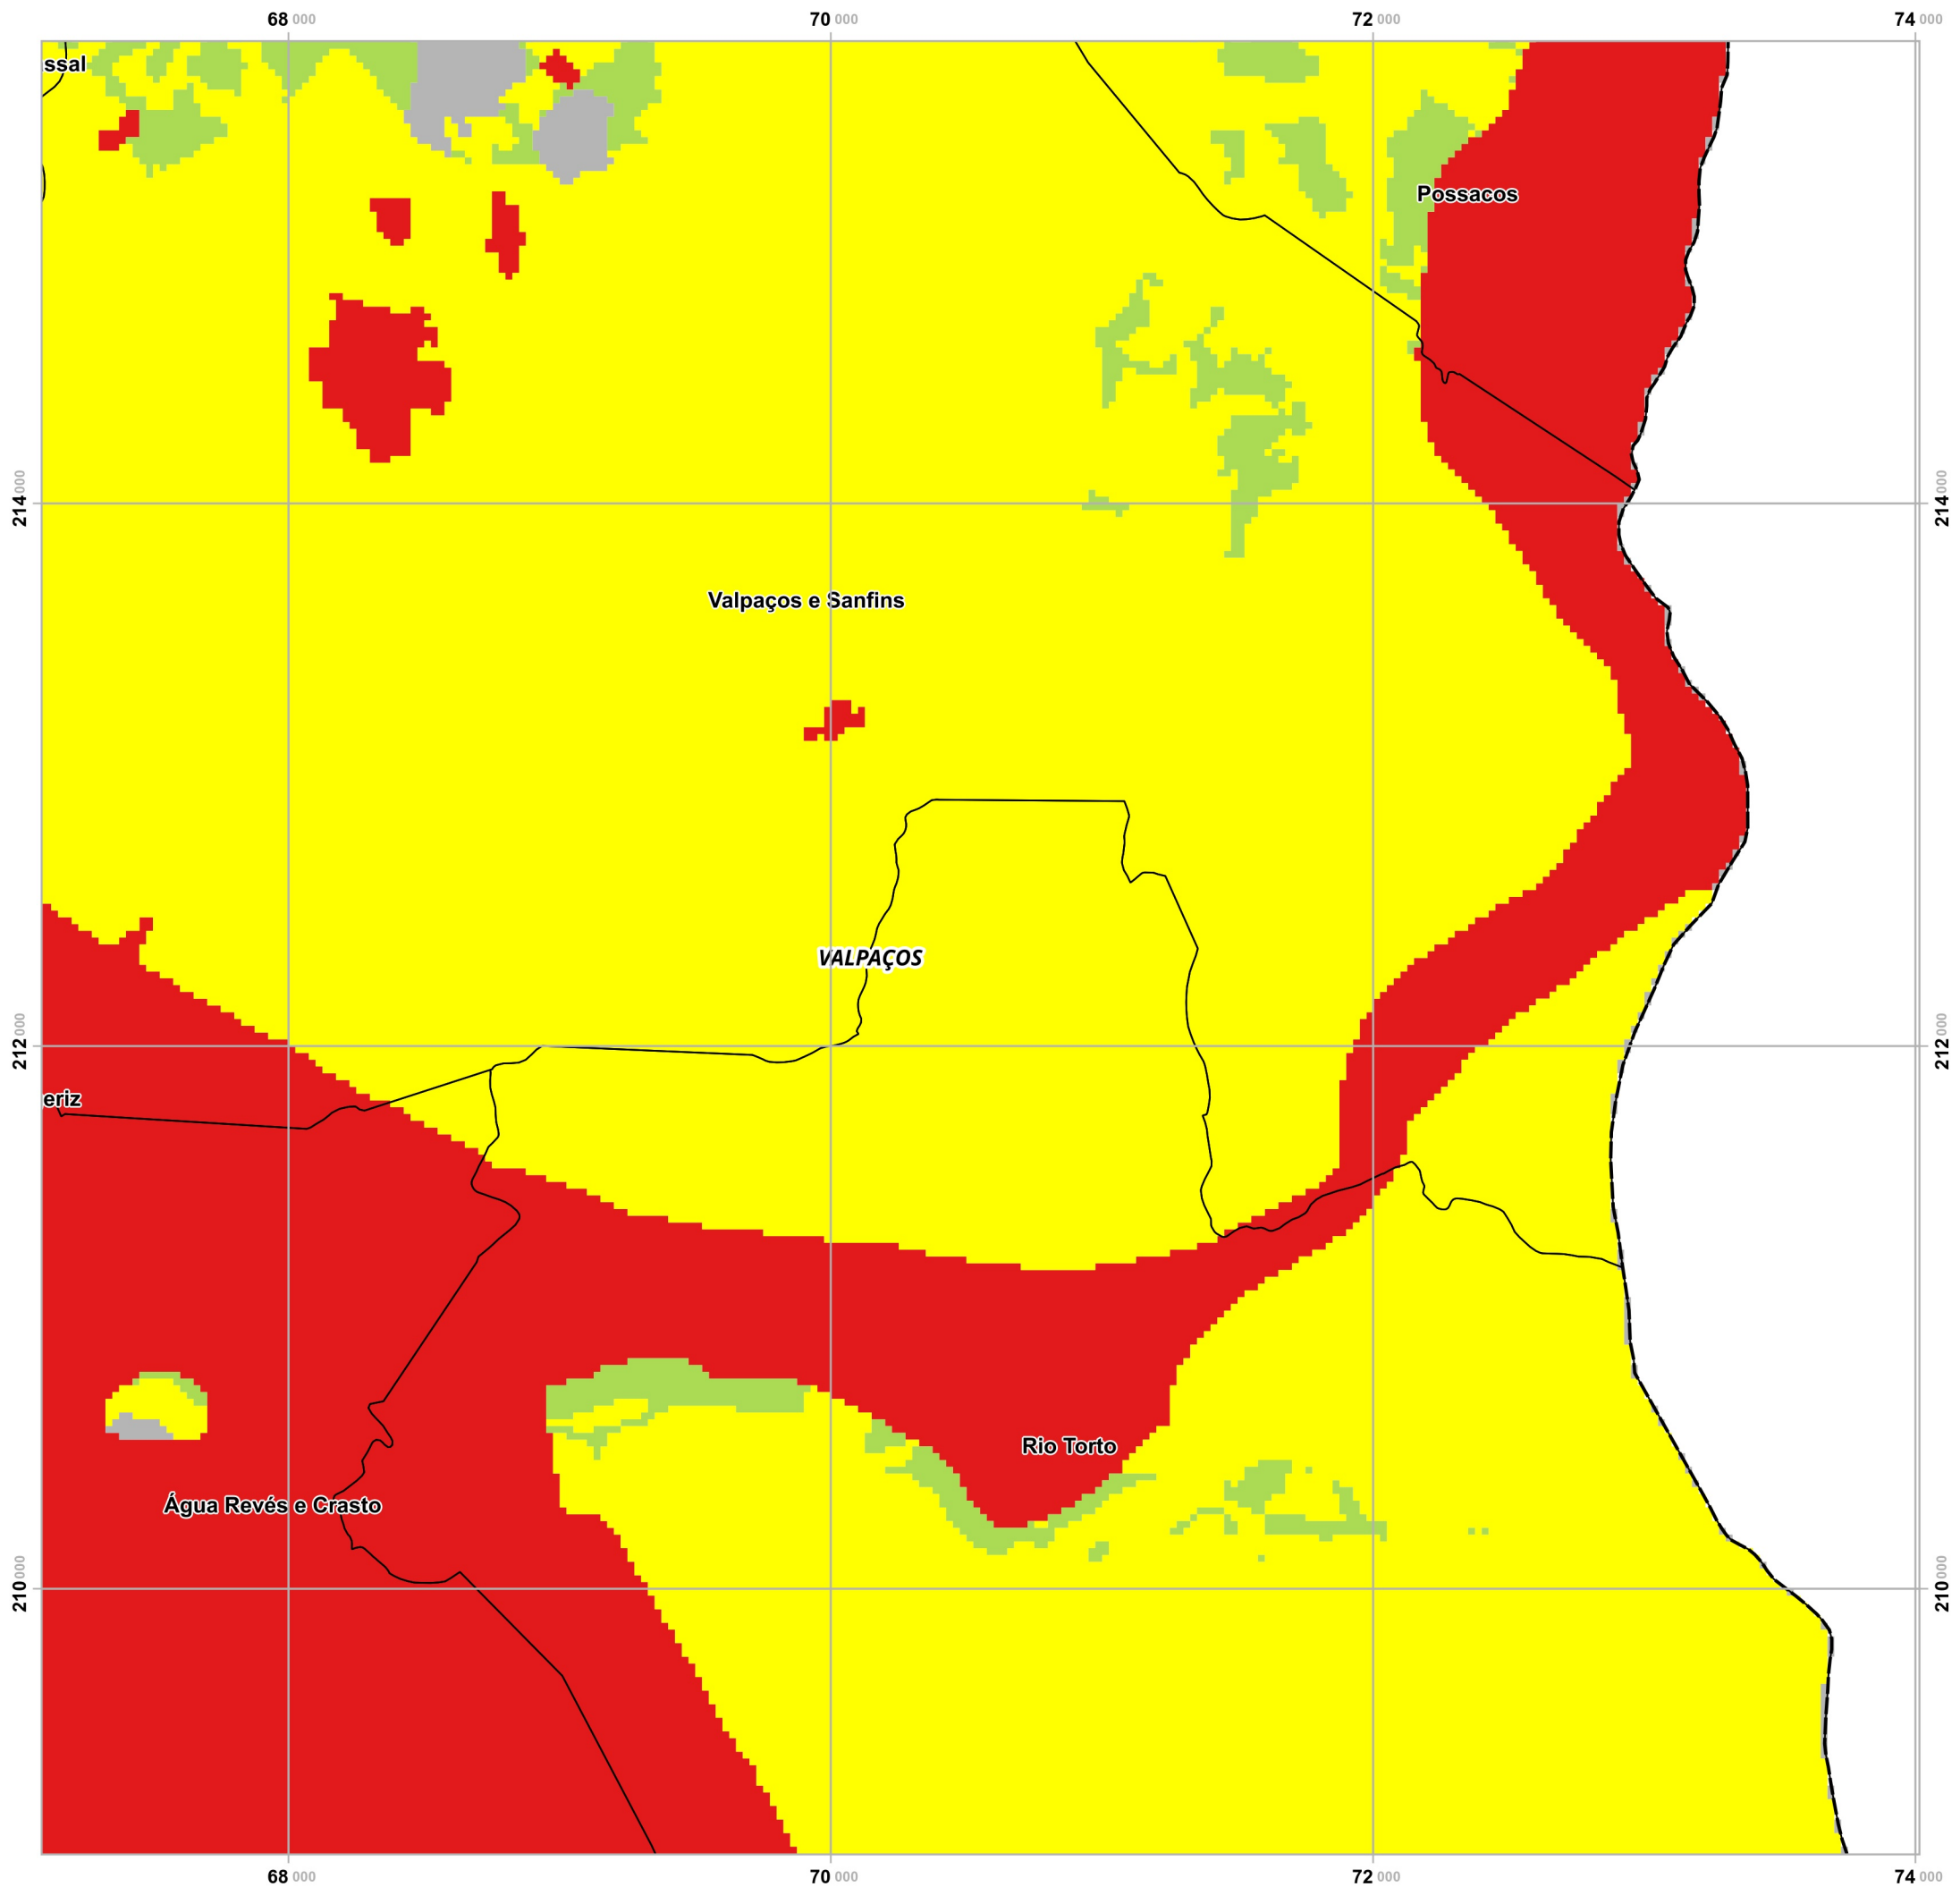 68 000 70 000 72 000 74 000
ssal
Possacos
214 000 214 000
Valpaços e Sanfins
VALPAÇOS
212 000 212 000
eriz
Rio Torto
Água Revés e Crasto
210 000 210 000
68 000 70 000 72 000 74 000